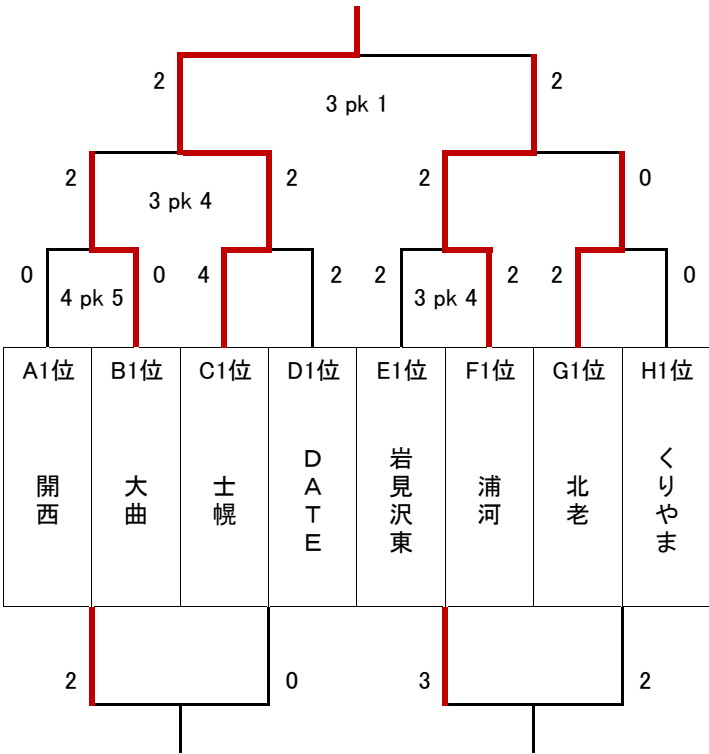 2 2
3 pk 1
2 2 2 0
3 pk 4
0 0 4 2 2 2 2 0
4 pk 5 3 pk 4
A1位 B1位 C1位 D1位 E1位 F1位 G1位 H1位
開西
大曲
士幌
ＤＡＴＥ
岩見沢東
浦河
北老
くりやま
2 0 3 2